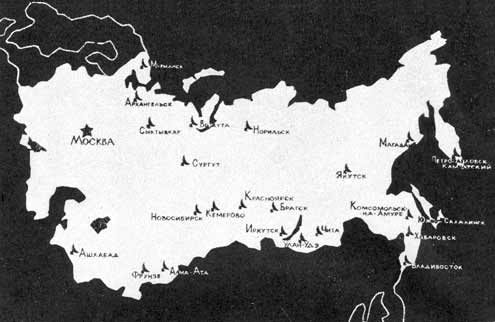 Мурманск
Архангельск
Сыктывкар
Воркута
Норильск
Москва
Магадан
Петропавловск
Камчатский
Сургут
Якутск
Красноярск
Новосибирск
Кемерово
Братск
Комсомольск
на-Амуре
Южно-Сахалинск
Иркутск
Улан-Удэ
Чита
Хабаровск
Ашхабад
Фрунзе
Алма-Ата
Владивосток